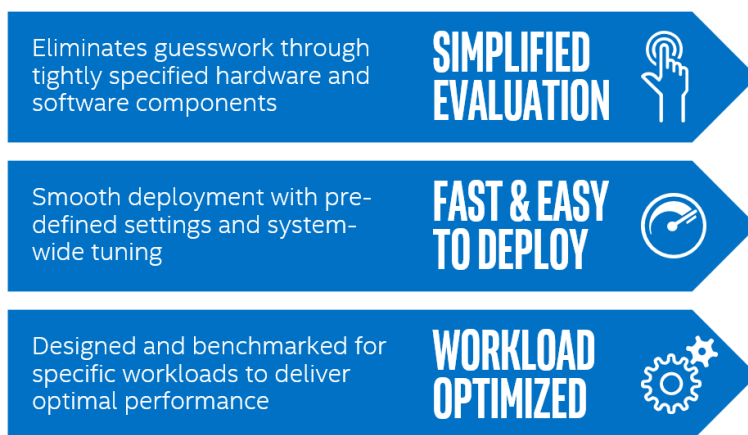 Eliminates guesswork through
tightly specified hardware and
software components
SIMPLIFIED
EVALUATION
Smooth deployment with pre-
defined settings and system-
wide tuning
FAST & EASY
TO DEPLOY
Designed and benchmarked for
specific workloads to deliver
optimal performance
WORKLOAD
OPTIMIZED